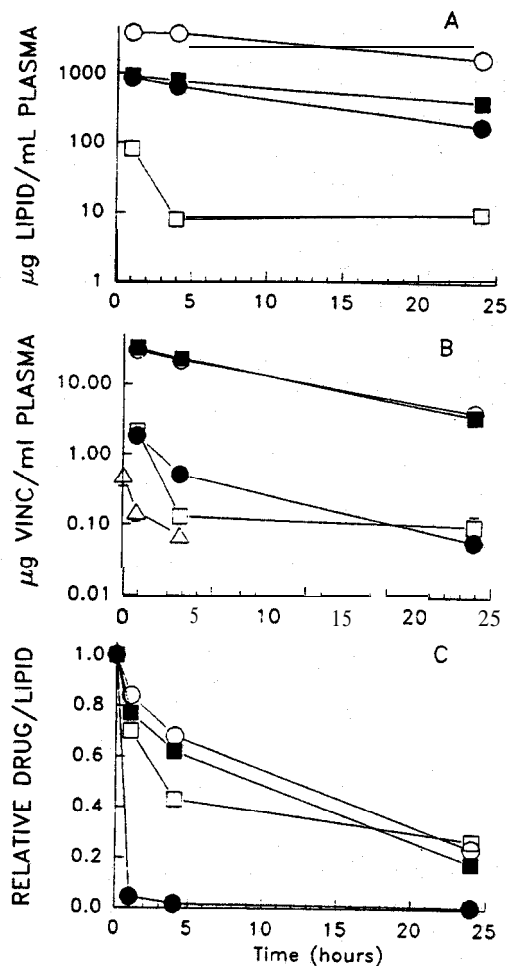 A
µg LIPID/mL PLASMA
1000
100
10
1
0 5 10 15 20 25
B
µg VINC/ml PLASMA
10.00
1.00
0.10
0.01
0 5 10 15 20 25
C
RELATIVE DRUG/LIPID
1.0
0.8
0.6
0.4
0.2
0.0
0 5 10 15 20 25
Time (hours)